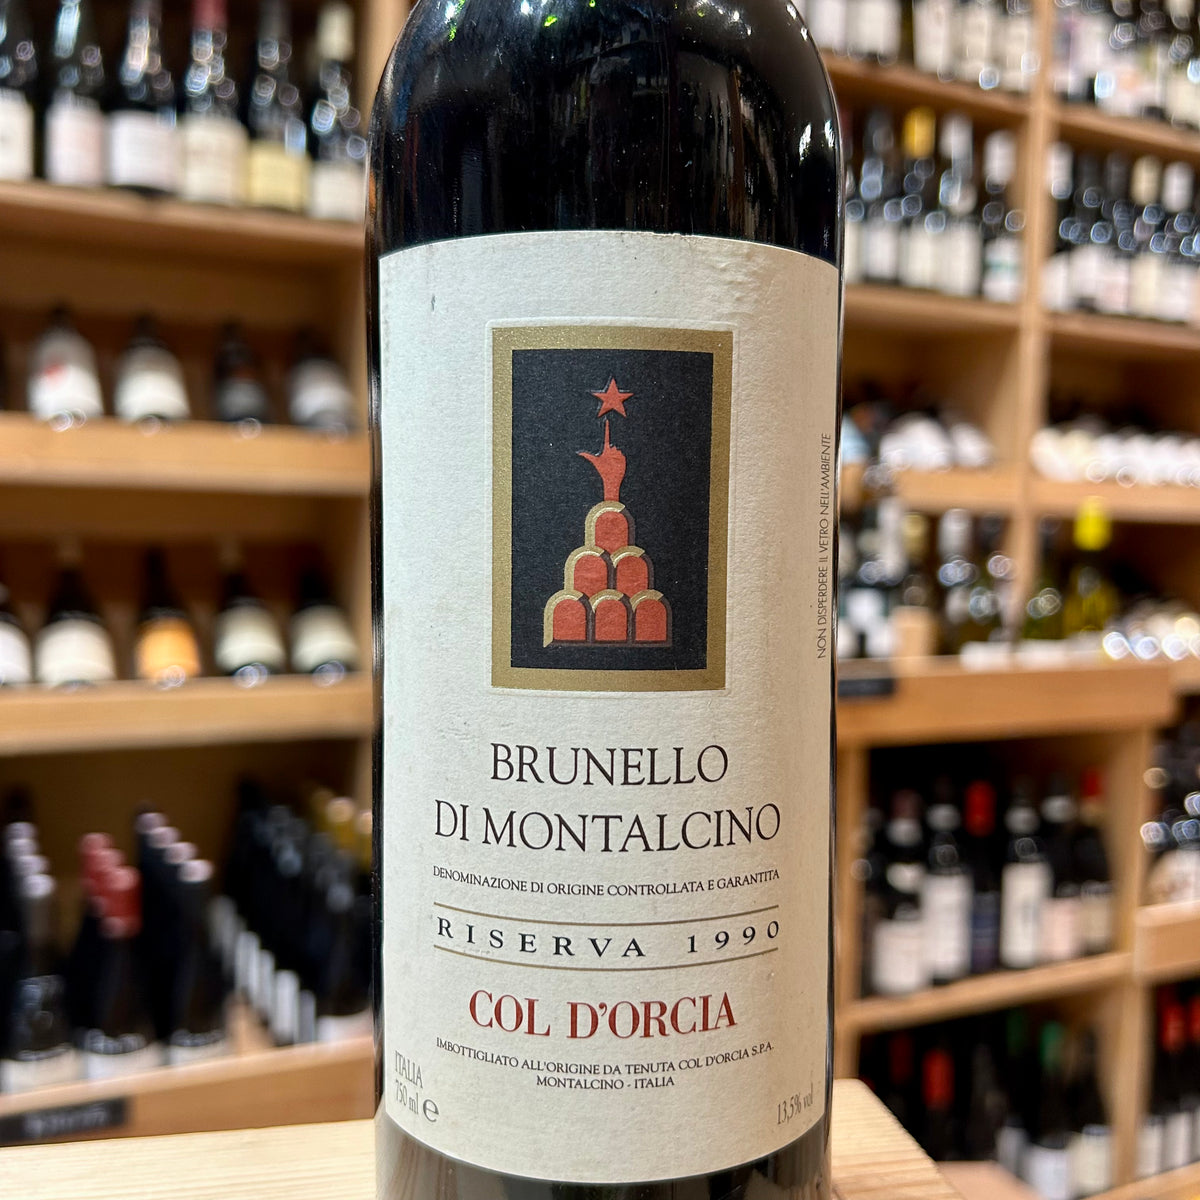 BRUNELLO
DI MONTALCINO
DENOMINAZIONE DI ORIGINE CONTROLLATA E GARANTITA
RISERVA 1990
COL D'ORCIA
IMBOTTIGLIATO ALL'ORIGINE DA TENUTA COL D'ORCIA S.P.A.
MONTALCINO - ITALIA
ITALIA
750 ml e
13,5% vol
NON DISPERDERE IL VETRO NELL'AMBIENTE